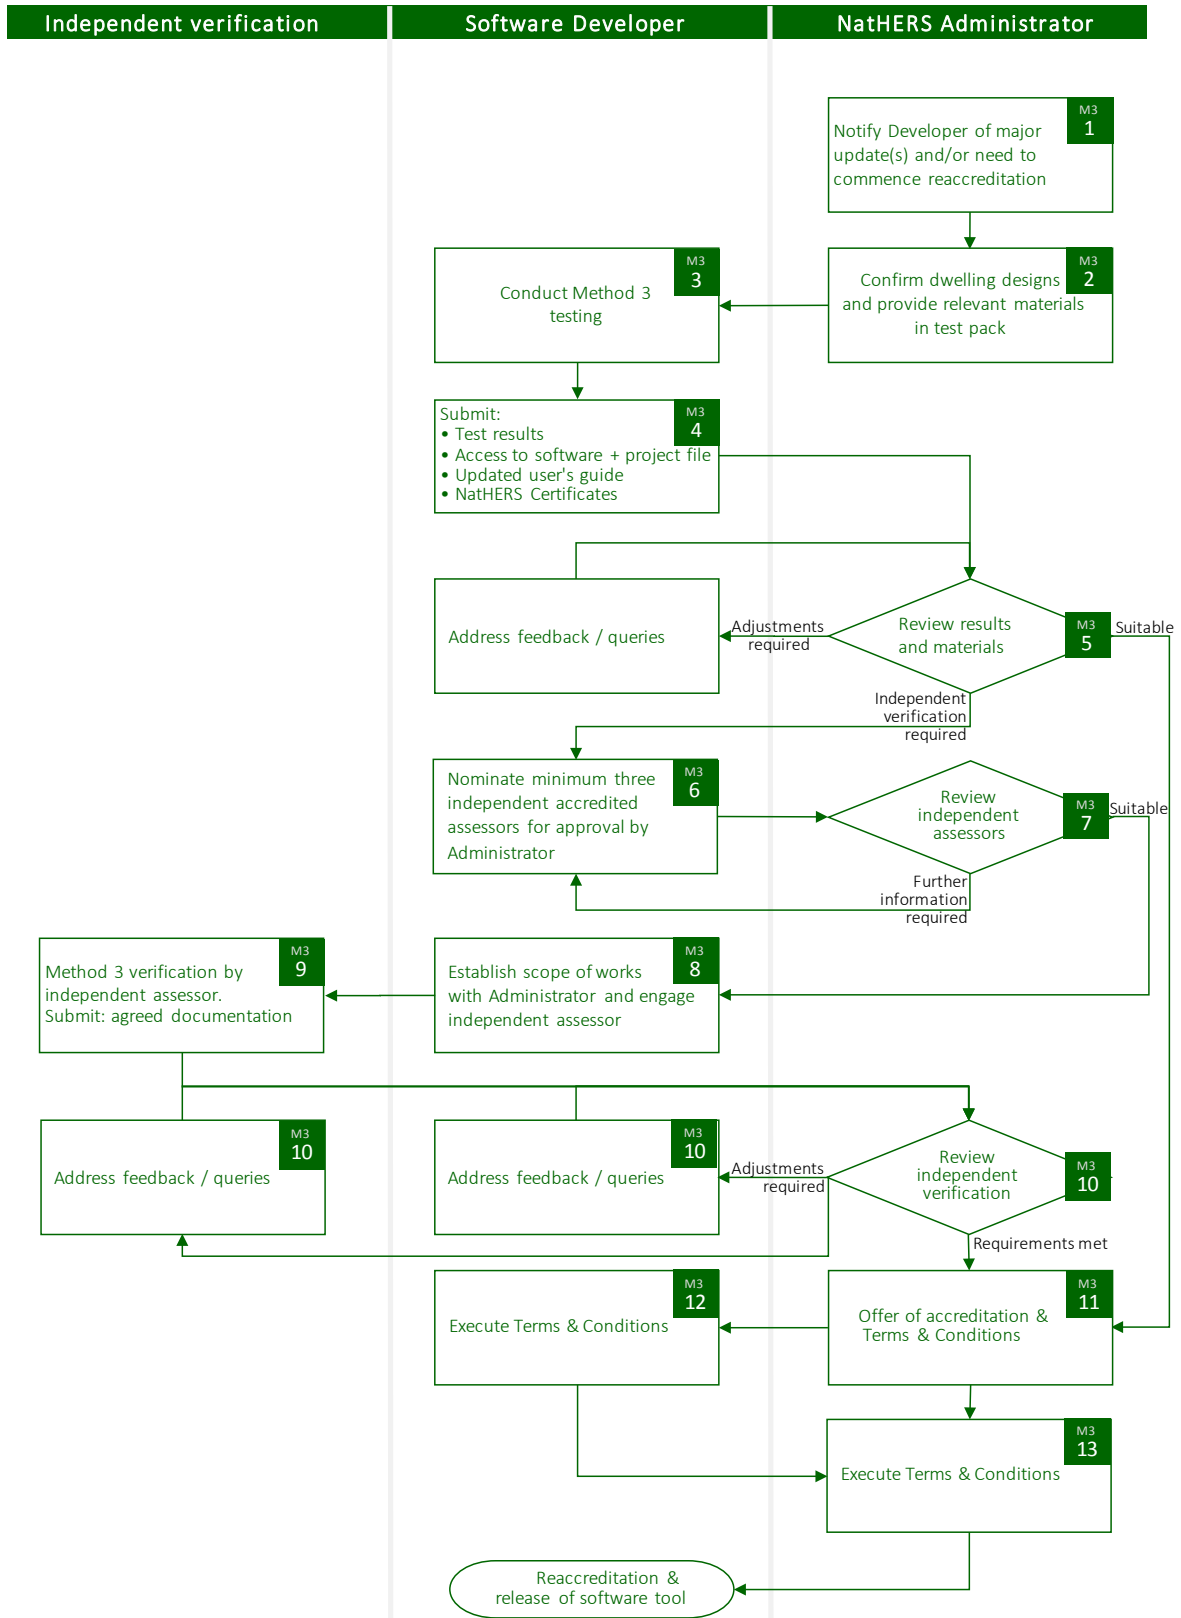 Independent verification
Software Developer
NatHERS Administrator
M3
1
Notify Developer of major
update(s) and/or need to
commence reaccreditation
M3
2
Confirm dwelling designs
and provide relevant materials
in test pack
M3
3
Conduct Method 3
testing
M3
4
Submit:
• Test results
• Access to software + project file
• Updated user's guide
• NatHERS Certificates
M3
5
Review results
and materials
Suitable
Adjustments
required
Address feedback / queries
Independent
verification
required
M3
6
Nominate minimum three
independent accredited
assessors for approval by
Administrator
M3
7
Review
independent
assessors
Suitable
Further
information
required
M3
8
Establish scope of works
with Administrator and engage
independent assessor
M3
9
Method 3 verification by
independent assessor.
Submit: agreed documentation
M3
10
Address feedback / queries
M3
10
Address feedback / queries
Adjustments
required
M3
10
Review
independent
verification
Requirements met
M3
11
Offer of accreditation &
Terms & Conditions
M3
12
Execute Terms & Conditions
M3
13
Execute Terms & Conditions
Reaccreditation &
release of software tool